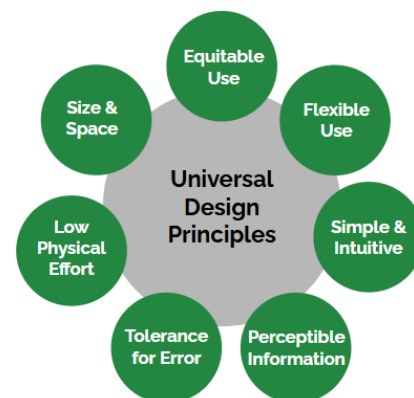 Universal
Design
Principles
Equitable
Use
Flexible
Use
Simple &
Intuitive
Perceptible
Information
Tolerance
for Error
Low
Physical
Effort
Size &
Space